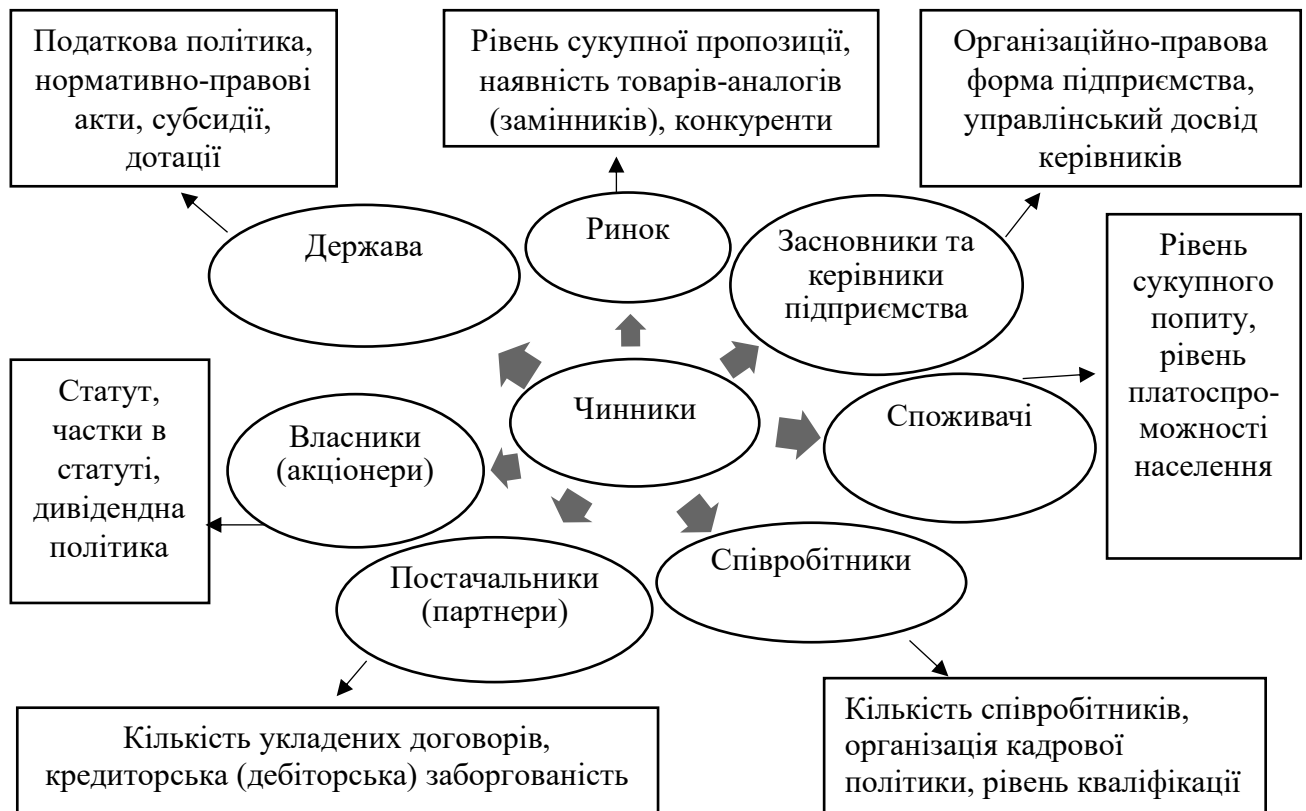 Податкова політика,
нормативно-правові
акти, субсидії,
дотації
Рівень сукупної пропозиції,
наявність товарів-аналогів
(замінників), конкуренти
Організаційно-правова
форма підприємства,
управлінський досвід
керівників
Держава
Ринок
Засновники та
керівники
підприємства
Рівень
сукупного
попиту,
рівень
платоспро-
можності
населення
Статут,
частки в
статуті,
дивідендна
політика
Власники
(акціонери)
Чинники
Споживачі
Постачальники
(партнери)
Співробітники
Кількість укладених договорів,
кредиторська (дебіторська) заборгованість
Кількість співробітників,
організація кадрової
політики, рівень кваліфікації